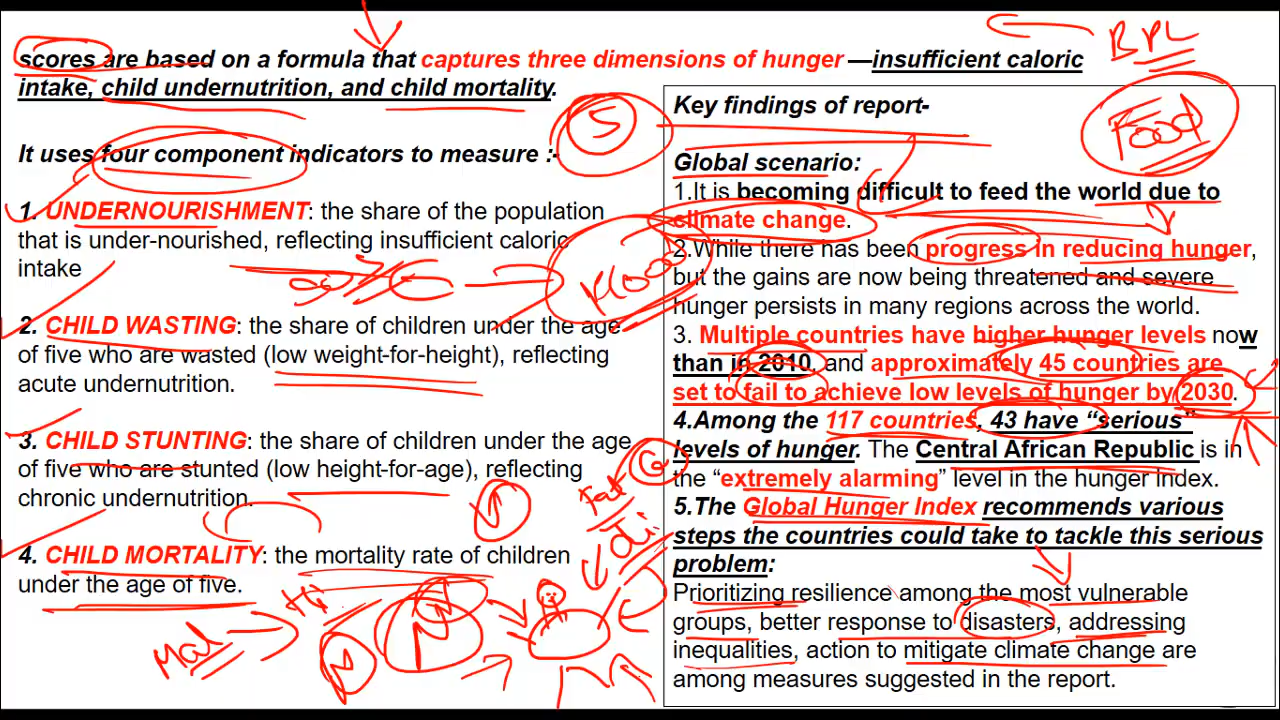 scores are based on a formula that captures three dimensions of hunger —insufficient caloric
intake, child undernutrition, and child mortality.
It uses four component indicators to measure :-
1. UNDERNOURISHMENT: the share of the population
that is under-nourished, reflecting insufficient caloric
intake
2. CHILD WASTING: the share of children under the age
of five who are wasted (low weight-for-height), reflecting
acute undernutrition.
3. CHILD STUNTING: the share of children under the age
of five who are stunted (low height-for-age), reflecting
chronic undernutrition.
4. CHILD MORTALITY: the mortality rate of children
under the age of five.
BPL
Food
5
Key findings of report-
Global scenario:
1.It is becoming difficult to feed the world due to
climate change.
2.While there has been progress in reducing hunger,
but the gains are now being threatened and severe
hunger persists in many regions across the world.
3. Multiple countries have higher hunger levels now
than in 2010, and approximately 45 countries are
set to fail to achieve low levels of hunger by 2030.
4.Among the 117 countries, 43 have “serious”
levels of hunger. The Central African Republic is in
the “extremely alarming” level in the hunger index.
5.The Global Hunger Index recommends various
steps the countries could take to tackle this serious
problem:
Prioritizing resilience among the most vulnerable
groups, better response to disasters, addressing
inequalities, action to mitigate climate change are
among measures suggested in the report.
Fat
Mal